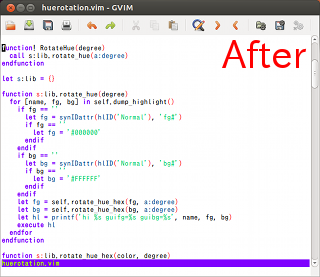 huerotation.vim - GVIM
After
function! RotateHue(degree)
  call s:lib.rotate_hue(a:degree)
endfunction

let s:lib = {}

function s:lib.rotate_hue(degree)
  for [name, fg, bg] in self.dump_highlight()
    if fg == ''
      let fg = synIDattr(hlID("Normal"), "fg#")
      if fg == ''
        let fg = "#000000"
      endif
    endif
    if bg == ''
      let bg = synIDattr(hlID("Normal"), "bg#")
      if bg == ''
        let bg = "#FFFFFF"
      endif
    endif
    let fg = self.rotate_hue_hex(fg, a:degree)
    let bg = self.rotate_hue_hex(bg, a:degree)
    let hl = printf("hi %s guifg=%s guibg=%s", name, fg, bg)
    execute hl
  endfor
endfunction

function s:lib.rotate_hue_hex(color, degree)
huerotation.vim